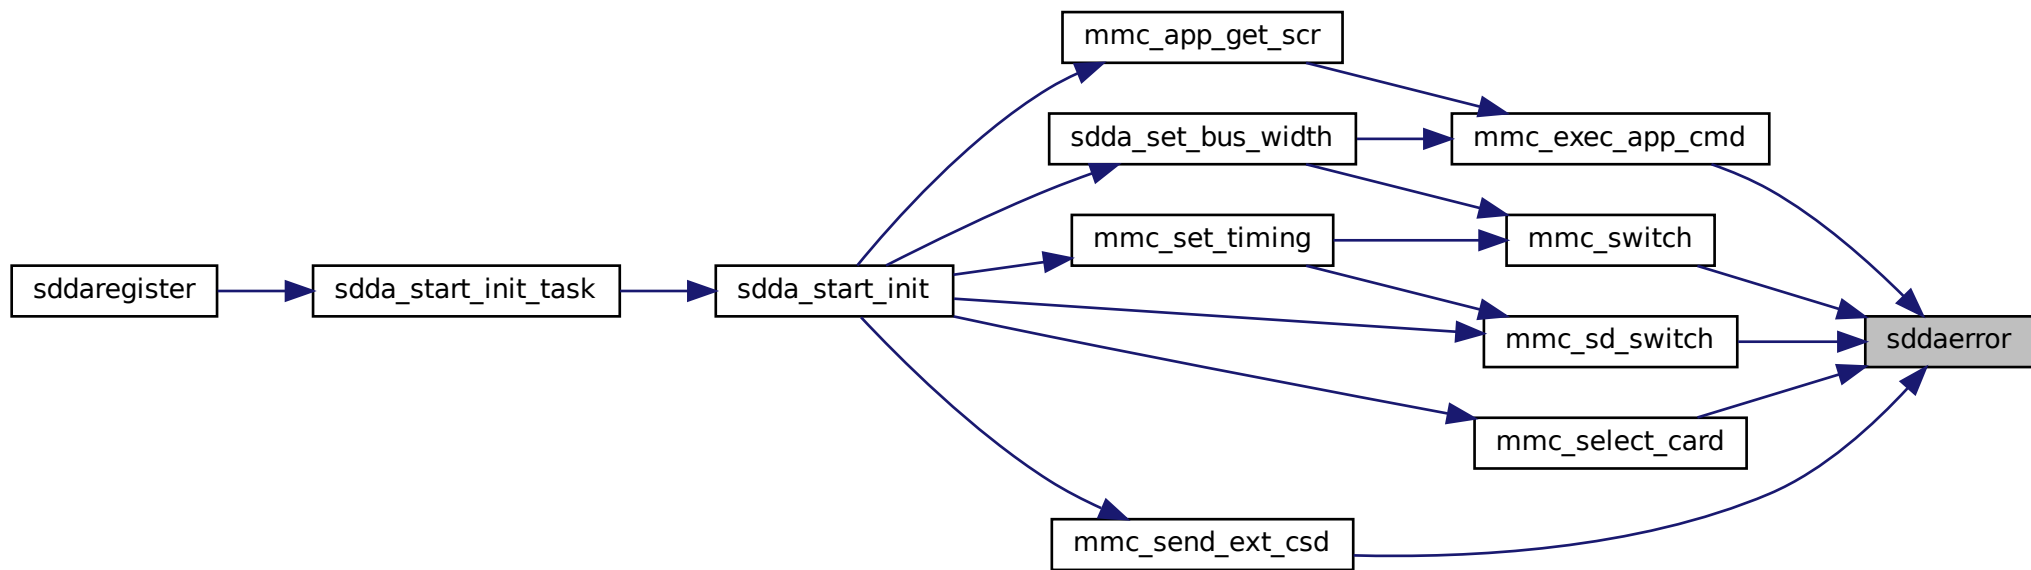 mmc_app_get_scr
sdda_set_bus_width
mmc_exec_app_cmd
mmc_set_timing
mmc_switch
sddaregister
sdda_start_init_task
sdda_start_init
mmc_sd_switch
sddaerror
mmc_select_card
mmc_send_ext_csd